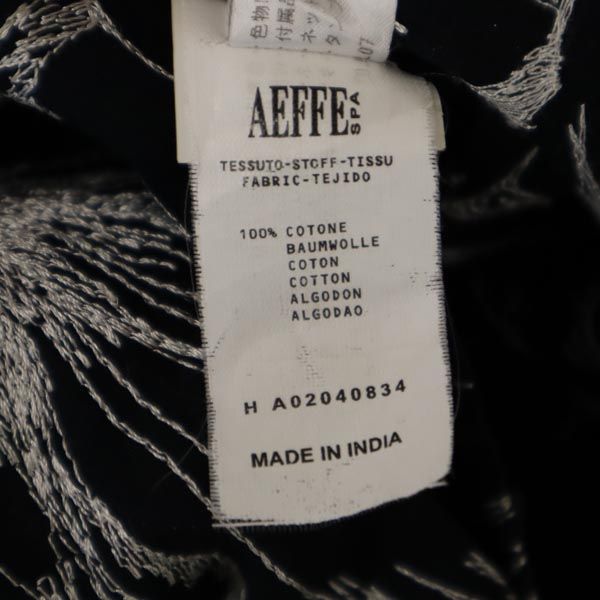 AEFFE SPA
TESSUTO-STOFF-TISSU
FABRIC-TEJIDO
100% COTONE
BAUMWOLLE
COTON
COTTON
ALGODON
ALGODAO
H A02040834
MADE IN INDIA